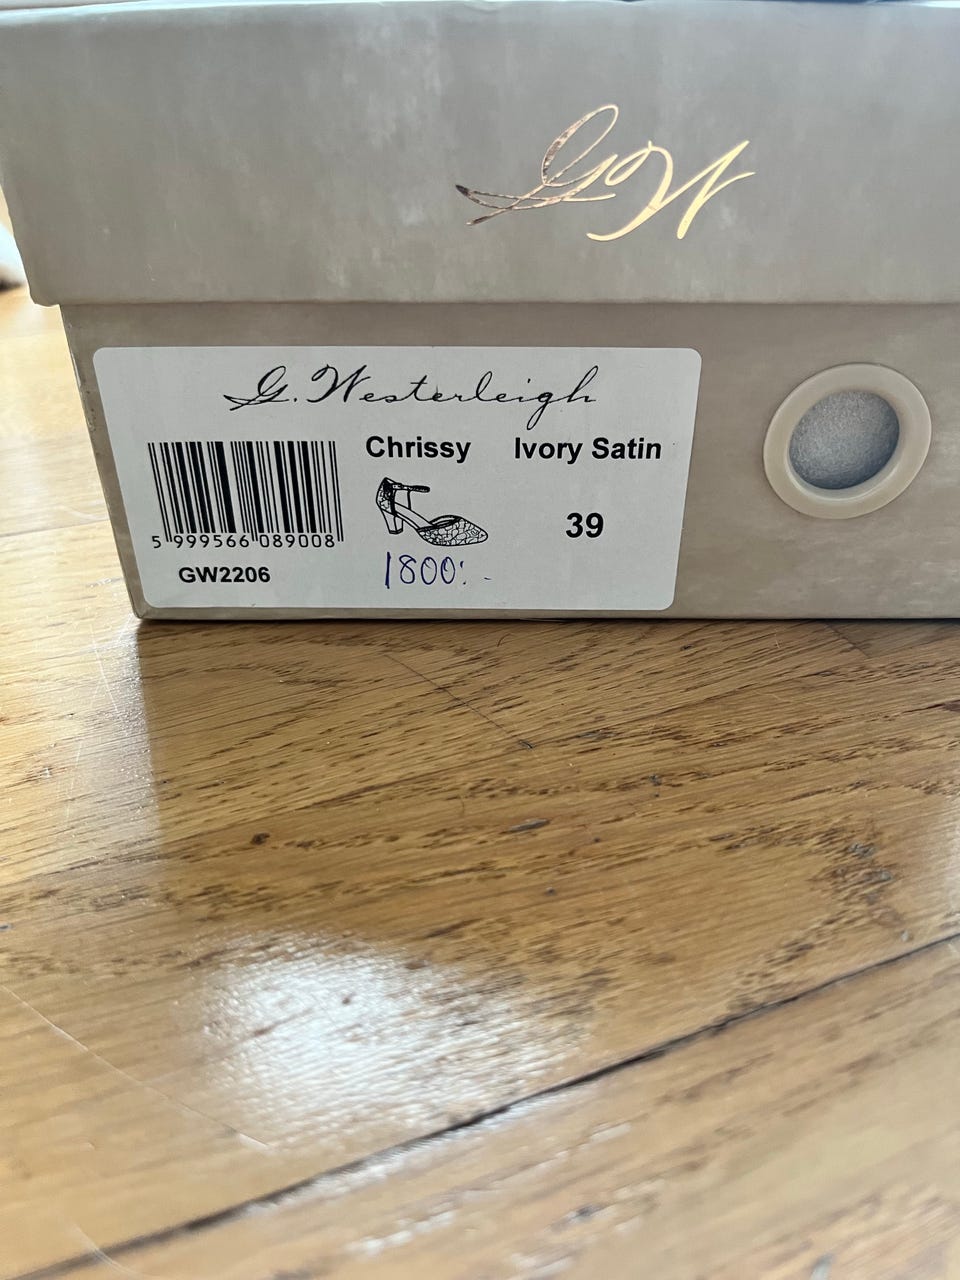 GW
G. Westerleigh
Chrissy Ivory Satin
39
5 999566 089008
GW2206
1800:-